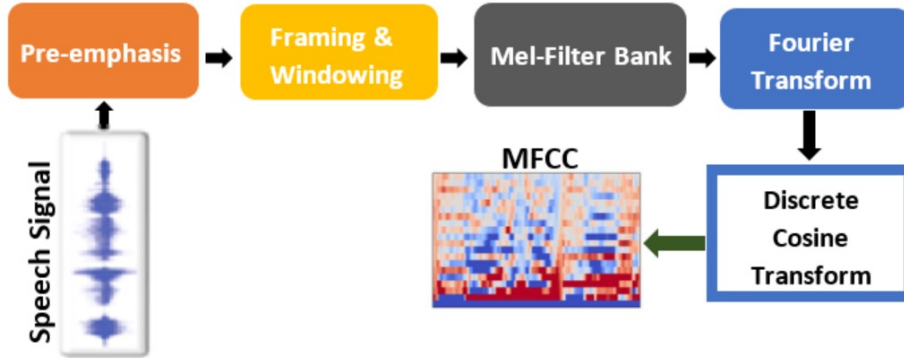 Speech Signal
Pre-emphasis
Framing &
Windowing
Mel-Filter Bank
Fourier
Transform
Discrete
Cosine
Transform
MFCC